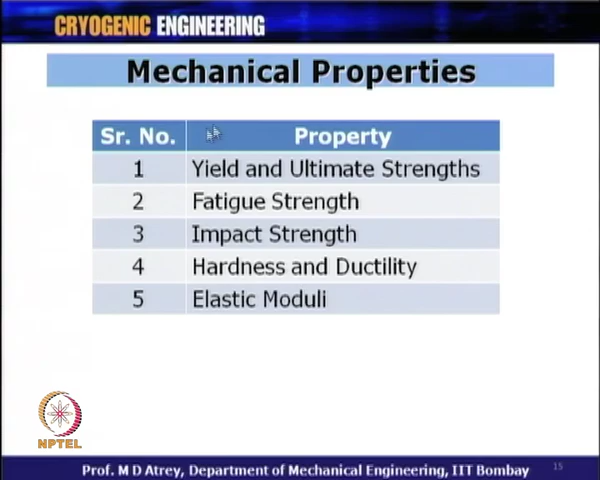 CRYOGENIC ENGINEERING
Mechanical Properties
Sr. No. Property
1 Yield and Ultimate Strengths
2 Fatigue Strength
3 Impact Strength
4 Hardness and Ductility
5 Elastic Moduli
NPTEL
Prof. M D Atrey, Department of Mechanical Engineering, IIT Bombay 15